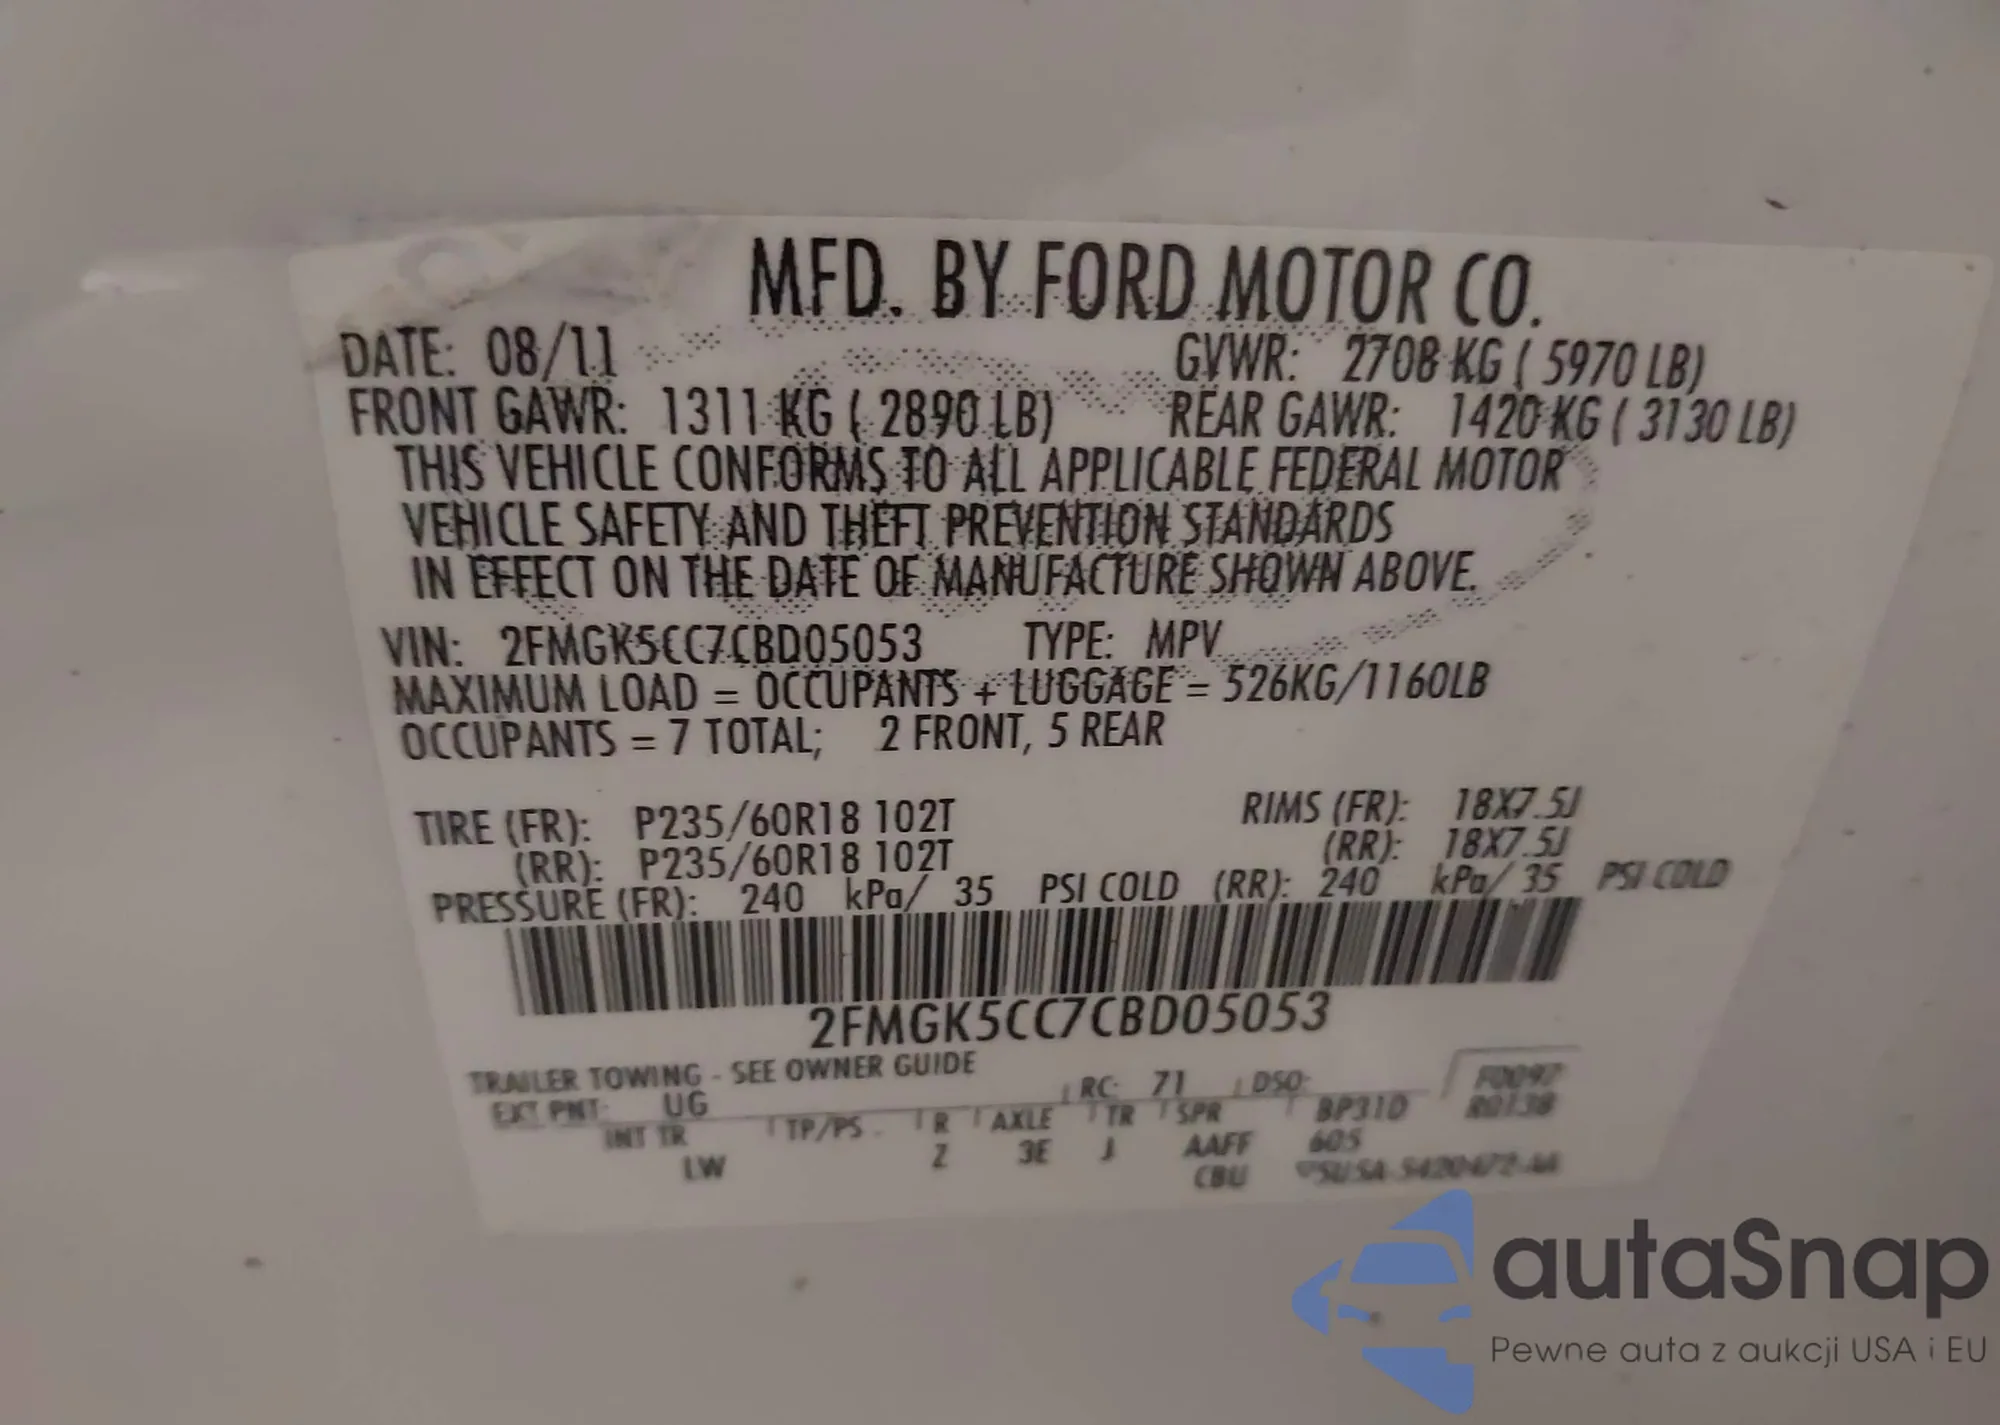 MFD. BY FORD MOTOR CO.
DATE: 08/11 GVWR: 2708 KG ( 5970 LB)
FRONT GAWR: 1311 KG ( 2890 LB) REAR GAWR: 1420 KG ( 3130 LB)
THIS VEHICLE CONFORMS TO ALL APPLICABLE FEDERAL MOTOR
VEHICLE SAFETY AND THEFT PREVENTION STANDARDS
IN EFFECT ON THE DATE OF MANUFACTURE SHOWN ABOVE.
VIN: 2FMGK5CC7CBD05053 TYPE: MPV
MAXIMUM LOAD = OCCUPANTS + LUGGAGE = 526KG/1160LB
OCCUPANTS = 7 TOTAL; 2 FRONT, 5 REAR
TIRE (FR): P235/60R18 102T RIMS (FR): 18X7.5J
(RR): P235/60R18 102T (RR): 18X7.5J
PRESSURE (FR): 240 kPa/ 35 PSI COLD (RR): 240 kPa/ 35 PSI COLD
2FMGK5CC7CBD05053
TRAILER TOWING - SEE OWNER GUIDE
EXT PNT: UG RC: 71 DSO:
INT TR TP/PS R AXLE TR SPR BP31D
LW Z 3E J AAFF 605
CBU
autaSnap
Pewne auta z aukcji USA i EU